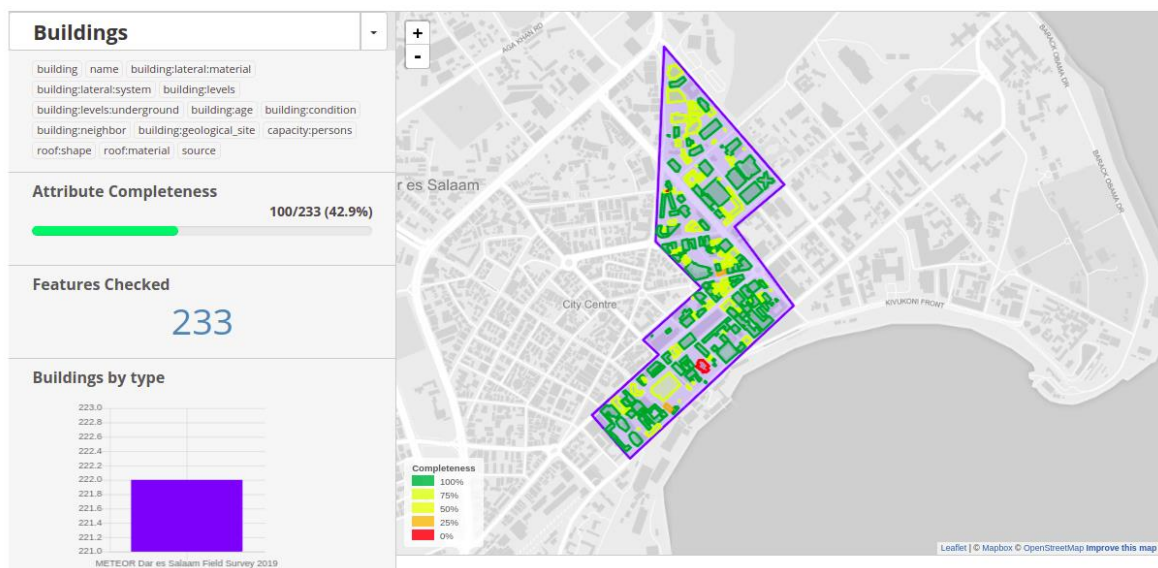 Buildings
building name building:lateral:material
building:lateral:system building:levels
building:levels:underground building:age building:condition
building:neighbor building:geological_site capacity:persons
roof:shape roof:material source
Attribute Completeness
100/233 (42.9%)
Features Checked
233
Buildings by type
223.0
222.8
222.6
222.4
222.2
222.0
221.8
221.6
221.4
221.2
221.0
METEOR Dar es Salaam Field Survey 2019
+
-
AGA KHAN RD
BARACK OBAMA DR
BARACK OBAMA DR
r es Salaam
City Centre
KIVUKONI FRONT
Completeness
100%
75%
50%
25%
0%
Leaflet | © Mapbox © OpenStreetMap Improve this map